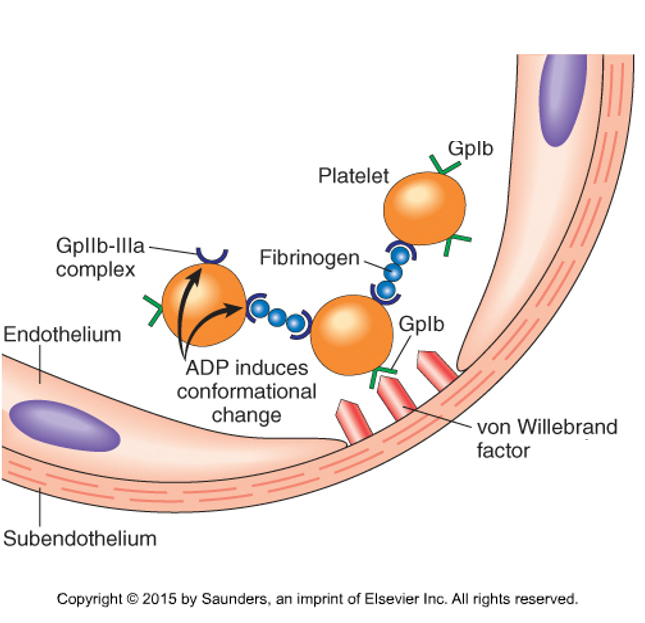 GpIb
Platelet
GpIIb-IIIa
complex
Fibrinogen
GpIb
Endothelium
ADP induces
conformational
change
von Willebrand
factor
Subendothelium
Copyright © 2015 by Saunders, an imprint of Elsevier Inc. All rights reserved.